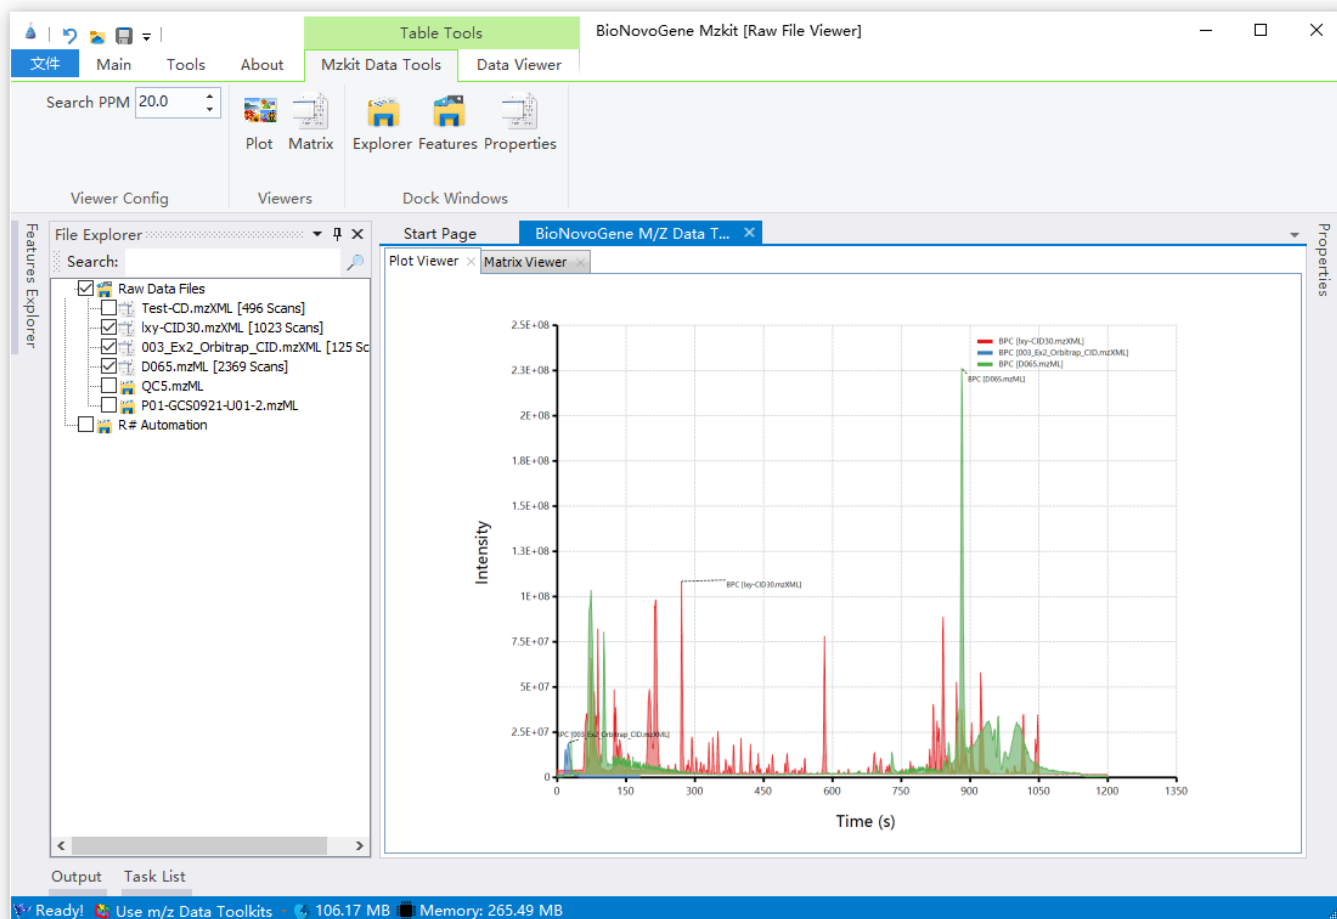 Table Tools
BioNovoGene Mzkit [Raw File Viewer]
文件 Main Tools About Mzkit Data Tools Data Viewer
Search PPM 20.0
Plot Matrix Explorer Features Properties
Viewer Config Viewers Dock Windows
Features Explorer
File Explorer
Search:
Raw Data Files
Test-CD.mzXML [496 Scans]
lxy-CID30.mzXML [1023 Scans]
003_Ex2_Orbitrap_CID.mzXML [125 Sc
D065.mzML [2369 Scans]
QC5.mzML
P01-GCS0921-U01-2.mzML
R# Automation
Start Page BioNovoGene M/Z Data T...
Plot Viewer Matrix Viewer
Properties
Intensity
2.5E+08
2.3E+08
2E+08
1.8E+08
1.5E+08
1.3E+08
1E+08
7.5E+07
5E+07
2.5E+07
0
BPC [lxy-CID30.mzXML]
BPC [003_Ex2_Orbitrap_CID.mzXML]
BPC [D065.mzML]
BPC [D065.mzML]
BPC [lxy-CID30.mzXML]
BPC [003_Ex2_Orbitrap_CID.mzXML]
0 150 300 450 600 750 900 1050 1200 1350
Time (s)
Output Task List
Ready! Use m/z Data Toolkits 106.17 MB Memory: 265.49 MB